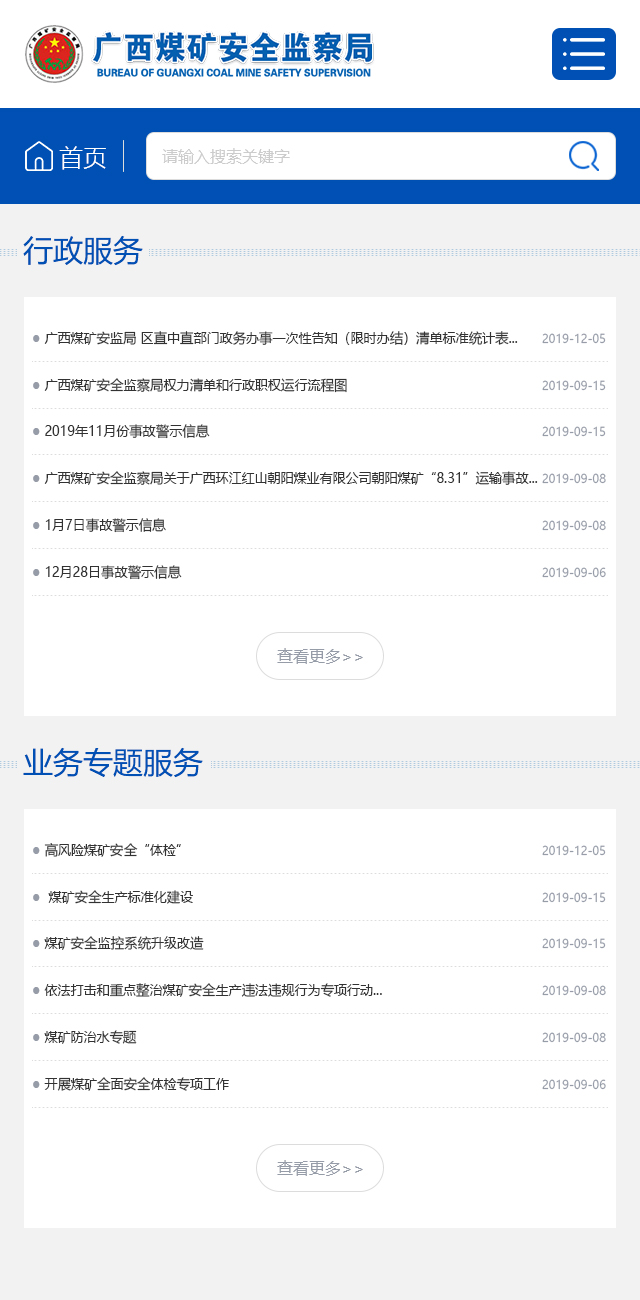 广西煤矿安全监察局
BUREAU OF GUANGXI COAL MINE SAFETY SUPERVISION
首页
请输入搜索关键字
行政服务
广西煤矿安监局 区直中直部门政务办事一次性告知（限时办结）清单标准统计表... 2019-12-05
广西煤矿安全监察局权力清单和行政职权运行流程图 2019-09-15
2019年11月份事故警示信息 2019-09-15
广西煤矿安全监察局关于广西环江红山朝阳煤业有限公司朝阳煤矿“8.31”运输事故... 2019-09-08
1月7日事故警示信息 2019-09-08
12月28日事故警示信息 2019-09-06
查看更多>>
业务专题服务
高风险煤矿安全“体检” 2019-12-05
煤矿安全生产标准化建设 2019-09-15
煤矿安全监控系统升级改造 2019-09-15
依法打击和重点整治煤矿安全生产违法违规行为专项行动... 2019-09-08
煤矿防治水专题 2019-09-08
开展煤矿全面安全体检专项工作 2019-09-06
查看更多>>